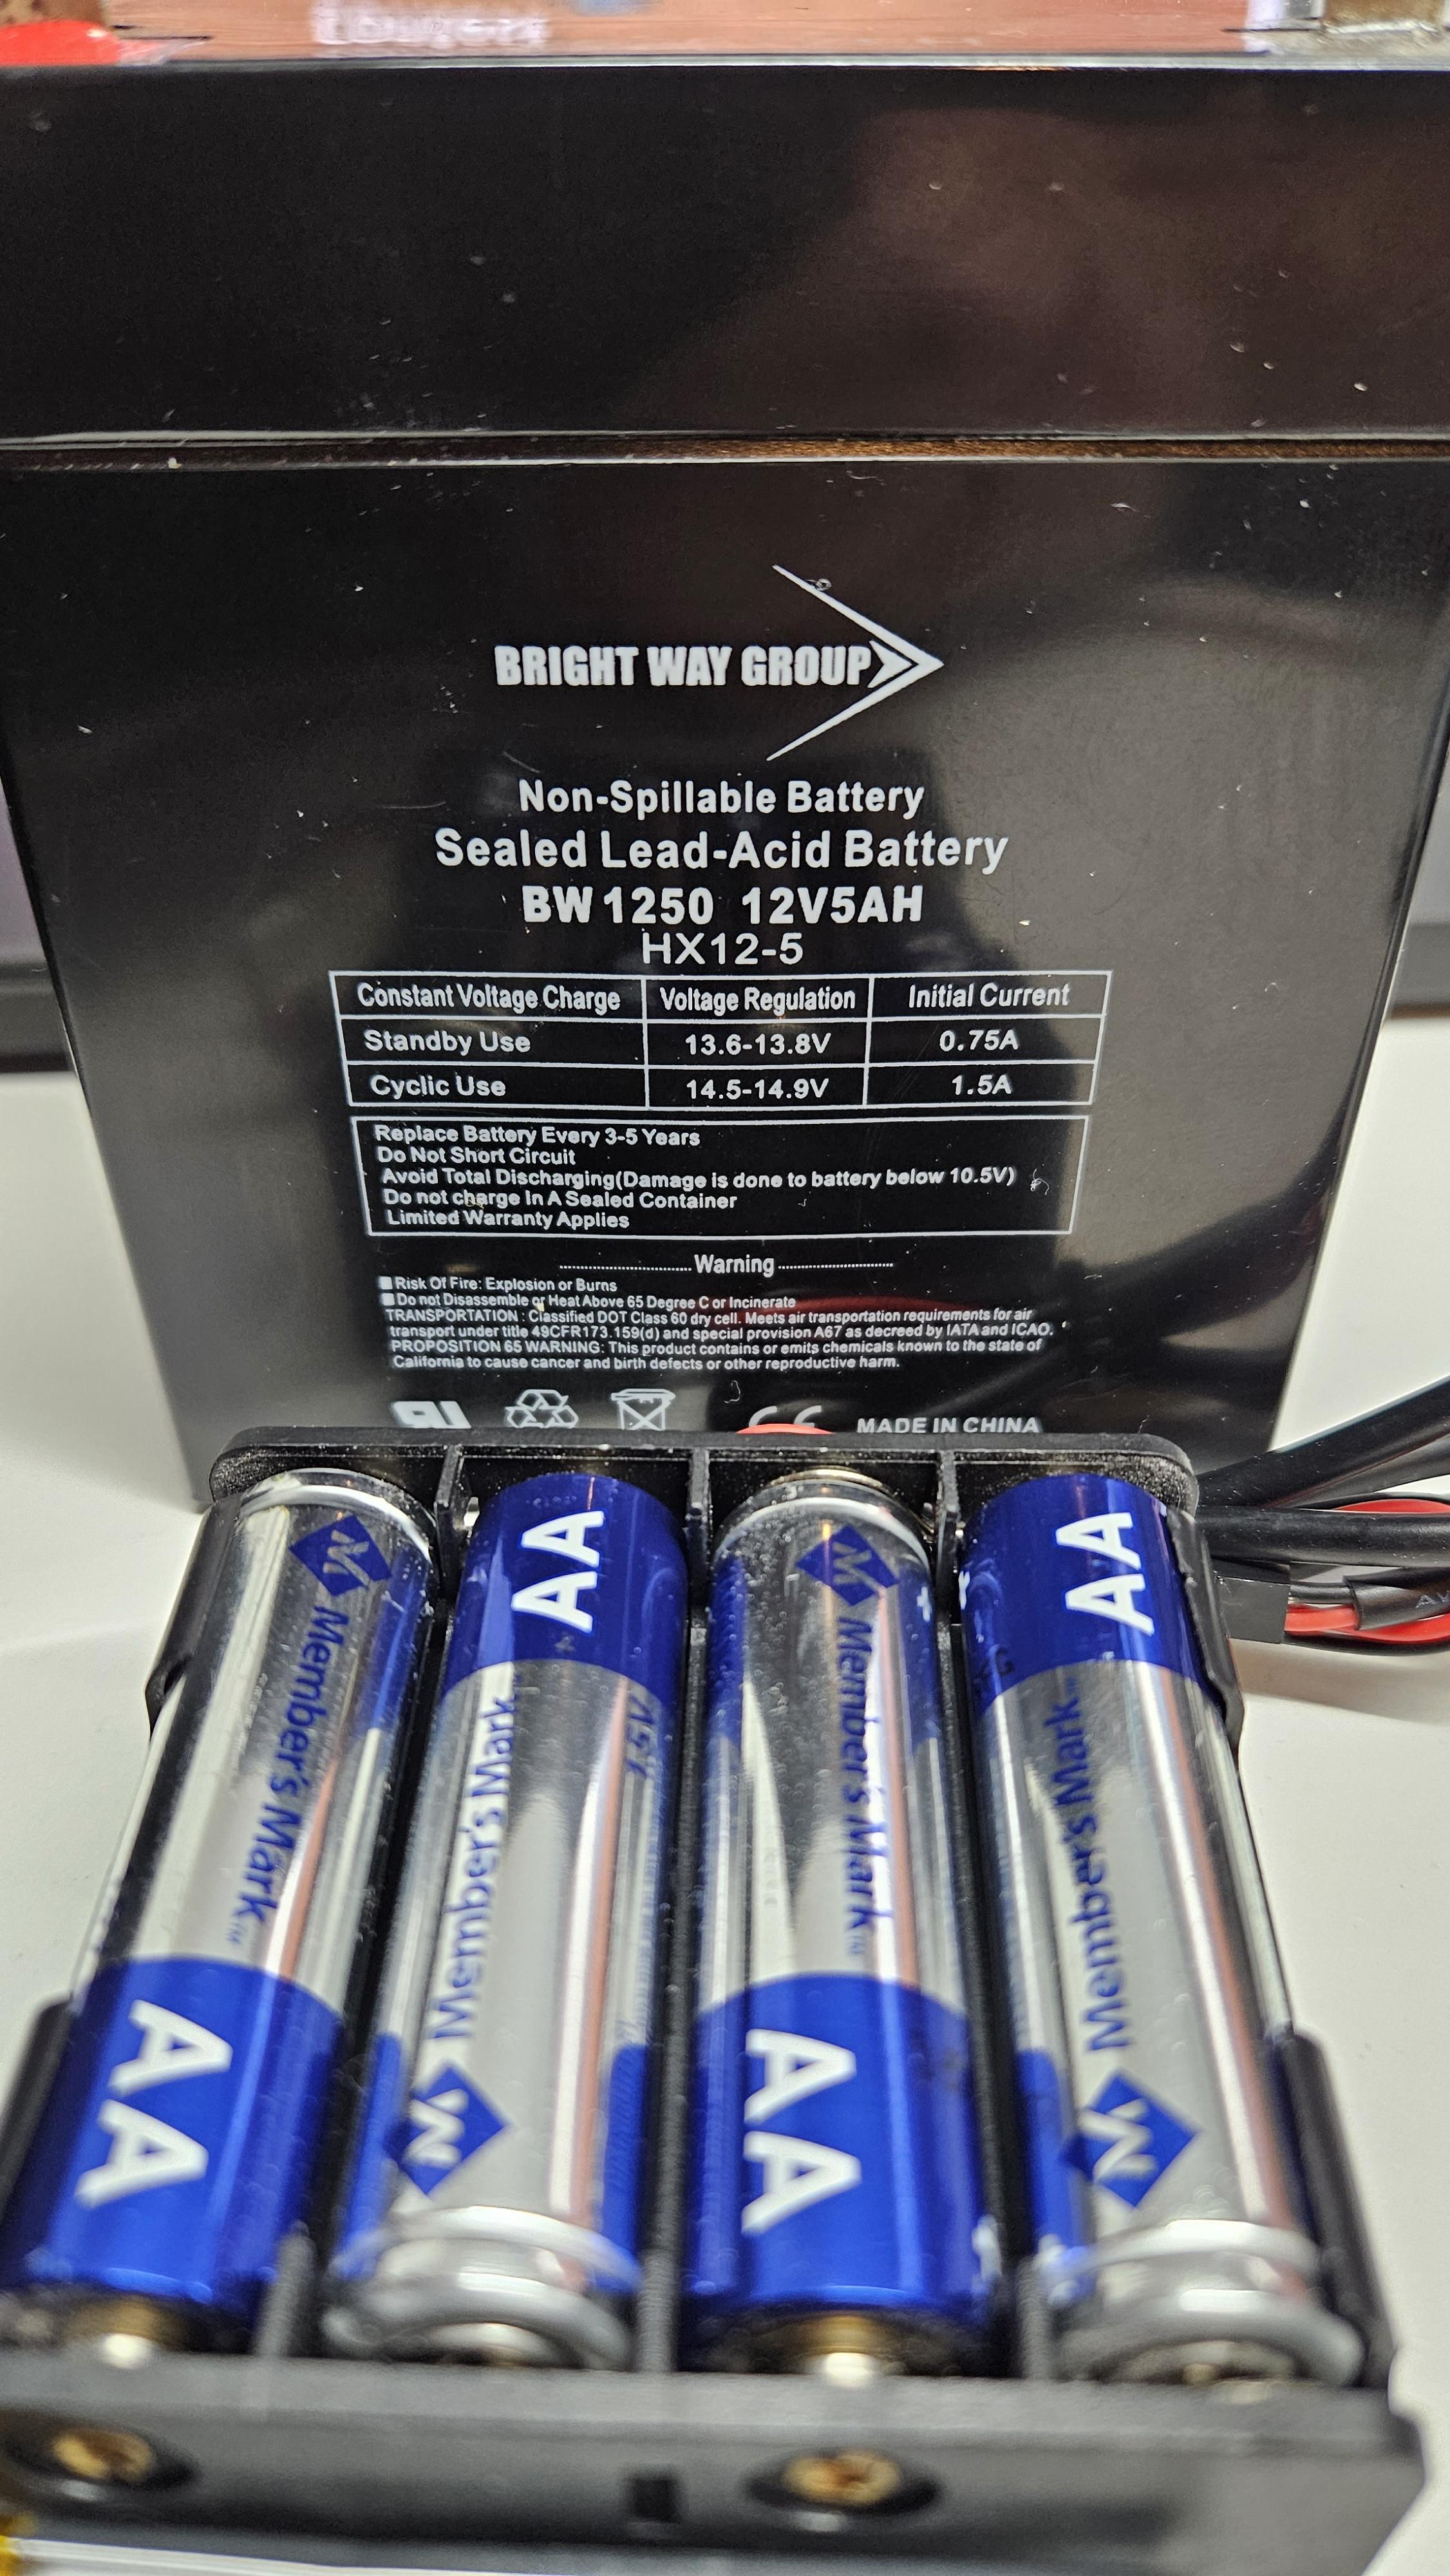 BRIGHT WAY GROUP
Non-Spillable Battery
Sealed Lead-Acid Battery
BW1250 12V5AH
HX12-5
Constant Voltage Charge Voltage Regulation Initial Current
Standby Use 13.6-13.8V 0.75A
Cyclic Use 14.5-14.9V 1.5A
Replace Battery Every 3-5 Years
Do Not Short Circuit
Avoid Total Discharging(Damage is done to battery below 10.5V)
Do not charge In A Sealed Container
Limited Warranty Applies
Warning
Risk Of Fire: Explosion or Burns
Do not Disassemble or Heat Above 65 Degree C or Incinerate
TRANSPORTATION : Classified DOT Class 60 dry cell. Meets air transportation requirements for air
transport under title 49CFR173.159(d) and special provision A67 as decreed by IATA and ICAO.
PROPOSITION 65 WARNING: This product contains or emits chemicals known to the state of
California to cause cancer and birth defects or other reproductive harm.
CE MADE IN CHINA
M Member's Mark™ AA
AA Member's Mark M
M Member's Mark™ AA
AA Member's Mark™ M